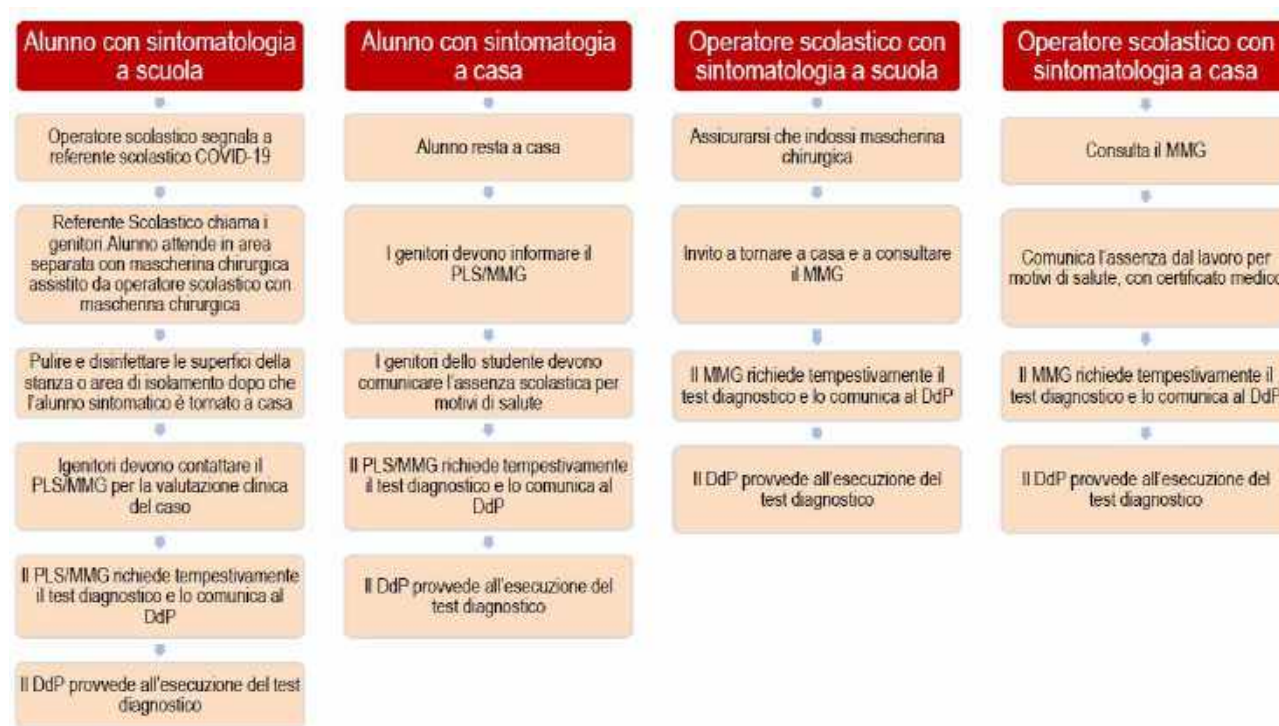 Alunno con sintomatologia
a scuola
Operatore scolastico segnala a
referente scolastico COVID-19
Referente Scolastico chiama i
genitori Alunno attende in area
separata con mascherina chirurgica
assistito da operatore scolastico con
mascherina chirurgica
Pulire e disinfettare le superfici della
stanza o area di isolamento dopo che
l'alunno sintomatico è tornato a casa
Igenitori devono contattare il
PLS/MMG per la valutazione clinica
del caso
Il PLS/MMG richiede tempestivamente
il test diagnostico e lo comunica al
DdP
Il DdP provvede all'esecuzione del test
diagnostico
Alunno con sintomatogia
a casa
Alunno resta a casa
I genitori devono informare il
PLS/MMG
I genitori dello studente devono
comunicare l'assenza scolastica per
motivi di salute
Il PLS/MMG richiede tempestivamente
il test diagnostico e lo comunica al
DdP
Il DdP provvede all'esecuzione del
test diagnostico
Operatore scolastico con
sintomatologia a scuola
Assicurarsi che indossi mascherina
chirurgica
Invito a tornare a casa e a consultare
il MMG
Il MMG richiede tempestivamente il
test diagnostico e lo comunica al DdP
Il DdP provvede all'esecuzione del
test diagnostico
Operatore scolastico con
sintomatologia a casa
Consulta il MMG
Comunica l'assenza dal lavoro per
motivi di salute, con certificato medico
Il MMG richiede tempestivamente il
test diagnostico e lo comunica al DdP
Il DdP provvede all'esecuzione del
test diagnostico